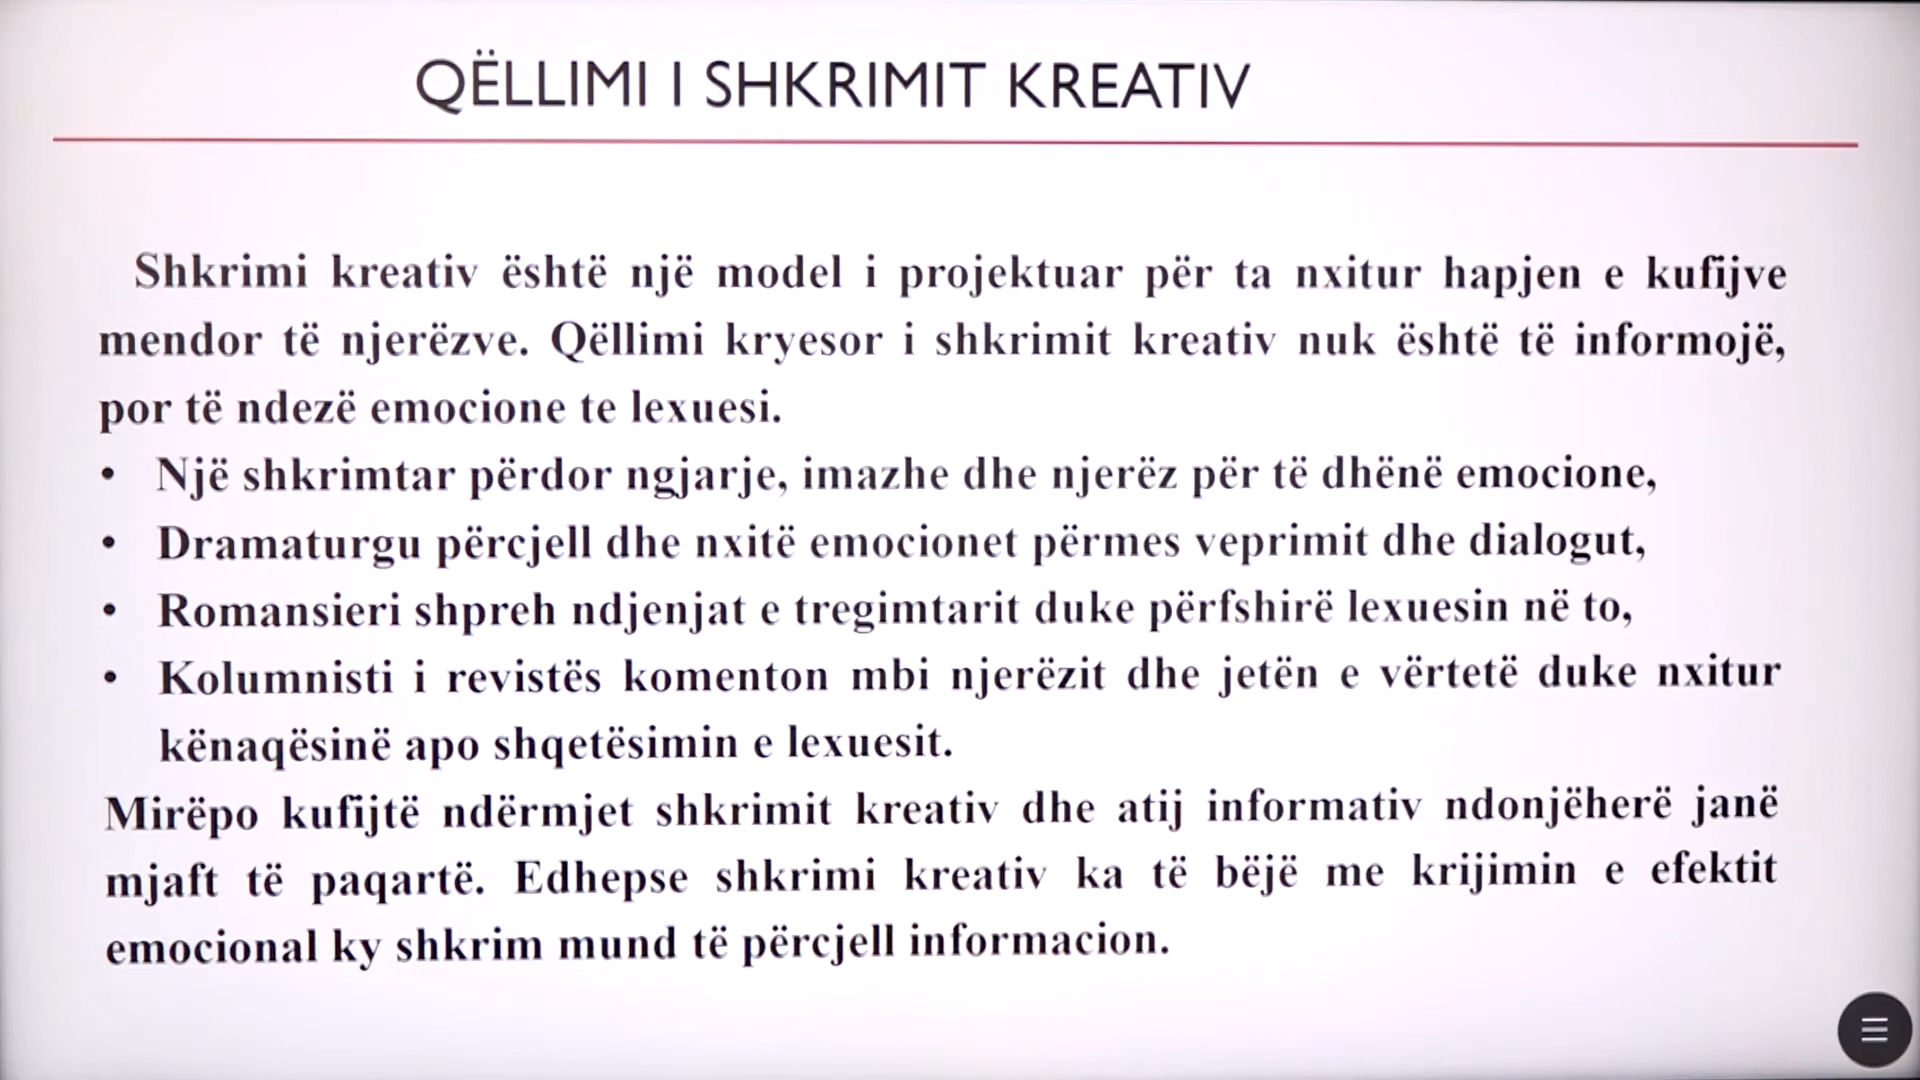 QËLLIMI I SHKRIMIT KREATIV
Shkrimi kreativ është një model i projektuar për ta nxitur hapjen e kufijve
mendor të njerëzve. Qëllimi kryesor i shkrimit kreativ nuk është të informojë,
por të ndezë emocione te lexuesi.
• Një shkrimtar përdor ngjarje, imazhe dhe njerëz për të dhënë emocione,
• Dramaturgu përcjell dhe nxitë emocionet përmes veprimit dhe dialogut,
• Romansieri shpreh ndjenjat e tregimtarit duke përfshirë lexuesin në to,
• Kolumnisti i revistës komenton mbi njerëzit dhe jetën e vërtetë duke nxitur
kënaqësinë apo shqetësimin e lexuesit.
Mirëpo kufijtë ndërmjet shkrimit kreativ dhe atij informativ ndonjëherë janë
mjaft të paqartë. Edhepse shkrimi kreativ ka të bëjë me krijimin e efektit
emocional ky shkrim mund të përcjell informacion.